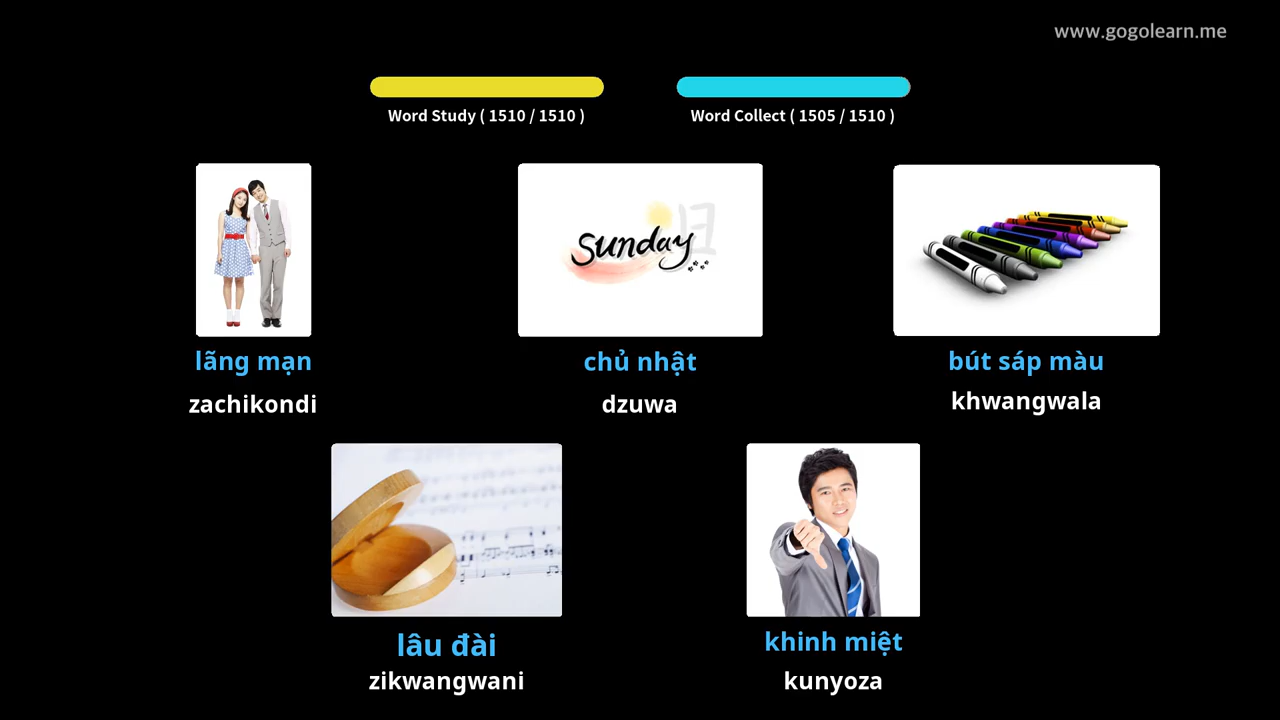 www.gogolearn.me
Word Study ( 1510 / 1510 )
Word Collect ( 1505 / 1510 )
sunday
lãng mạn
chủ nhật
bút sáp màu
zachikondi
dzuwa
khwangwala
lâu đài
khinh miệt
zikwangwani
kunyoza